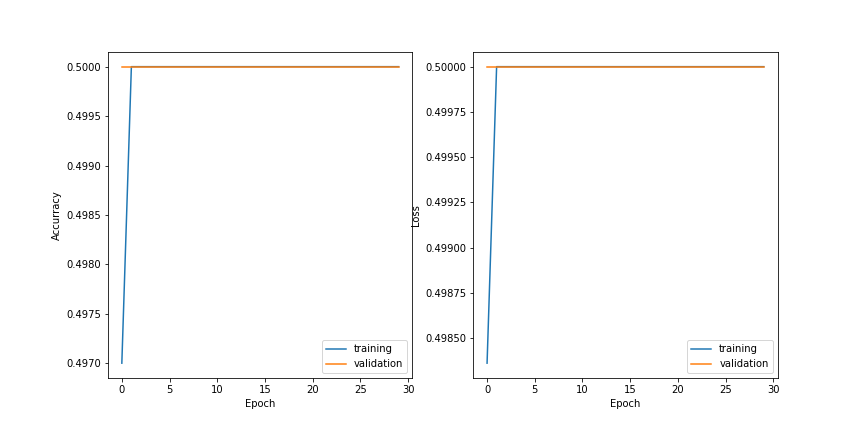 0.5000
0.4995
0.4990
0.4985
0.4980
0.4975
0.4970
Accurracy
0 5 10 15 20 25 30
Epoch
training
validation
0.50000
0.49975
0.49950
0.49925
0.49900
0.49875
0.49850
Loss
0 5 10 15 20 25 30
Epoch
training
validation